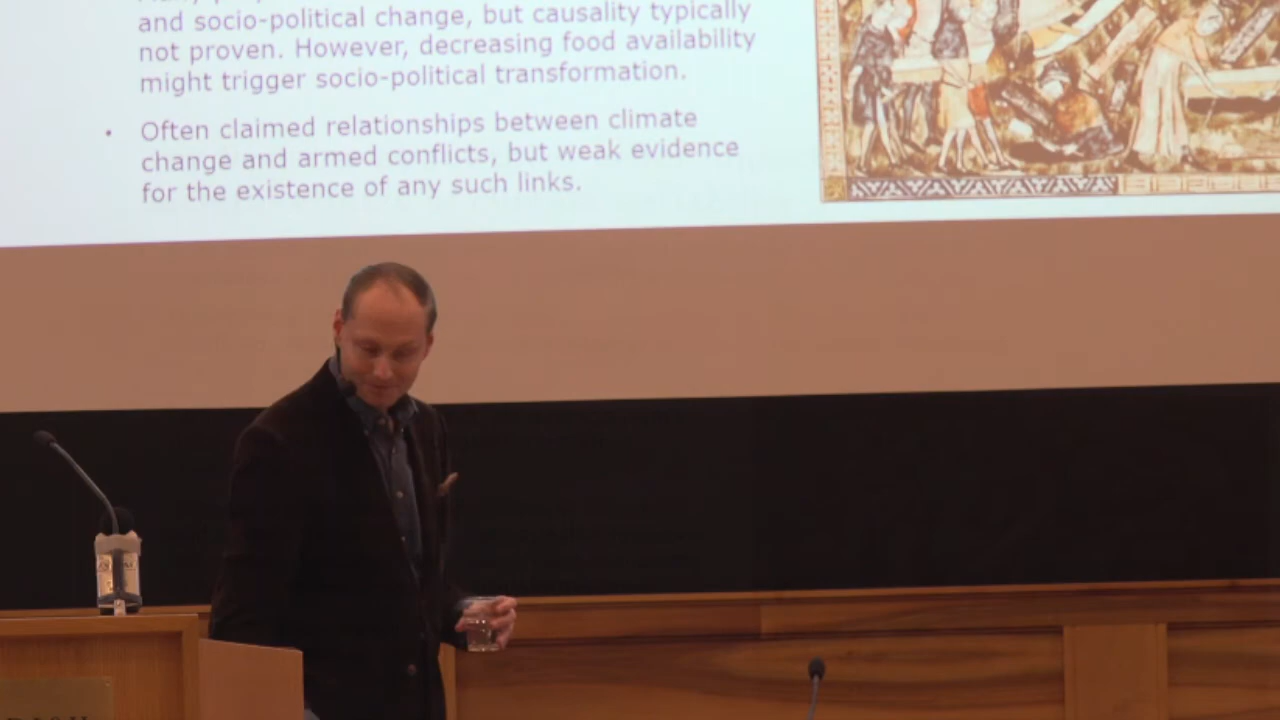 and socio-political change, but causality typically
not proven. However, decreasing food availability
might trigger socio-political transformation.
• Often claimed relationships between climate
change and armed conflicts, but weak evidence
for the existence of any such links.